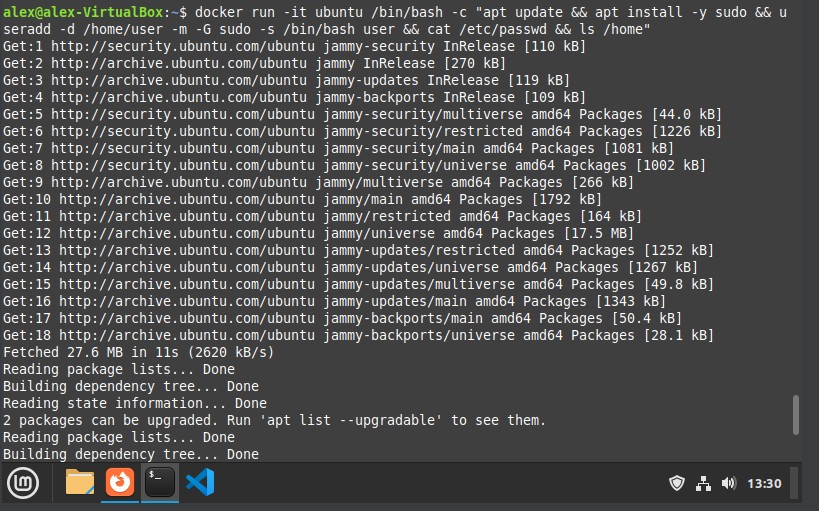 alex@alex-VirtualBox:~$ docker run -it ubuntu /bin/bash -c "apt update && apt install -y sudo && u
seradd -d /home/user -m -G sudo -s /bin/bash user && cat /etc/passwd && ls /home"
Get:1 http://security.ubuntu.com/ubuntu jammy-security InRelease [110 kB]
Get:2 http://archive.ubuntu.com/ubuntu jammy InRelease [270 kB]
Get:3 http://archive.ubuntu.com/ubuntu jammy-updates InRelease [119 kB]
Get:4 http://archive.ubuntu.com/ubuntu jammy-backports InRelease [109 kB]
Get:5 http://security.ubuntu.com/ubuntu jammy-security/multiverse amd64 Packages [44.0 kB]
Get:6 http://security.ubuntu.com/ubuntu jammy-security/restricted amd64 Packages [1226 kB]
Get:7 http://security.ubuntu.com/ubuntu jammy-security/main amd64 Packages [1081 kB]
Get:8 http://security.ubuntu.com/ubuntu jammy-security/universe amd64 Packages [1002 kB]
Get:9 http://archive.ubuntu.com/ubuntu jammy/multiverse amd64 Packages [266 kB]
Get:10 http://archive.ubuntu.com/ubuntu jammy/main amd64 Packages [1792 kB]
Get:11 http://archive.ubuntu.com/ubuntu jammy/restricted amd64 Packages [164 kB]
Get:12 http://archive.ubuntu.com/ubuntu jammy/universe amd64 Packages [17.5 MB]
Get:13 http://archive.ubuntu.com/ubuntu jammy-updates/restricted amd64 Packages [1252 kB]
Get:14 http://archive.ubuntu.com/ubuntu jammy-updates/universe amd64 Packages [1267 kB]
Get:15 http://archive.ubuntu.com/ubuntu jammy-updates/multiverse amd64 Packages [49.8 kB]
Get:16 http://archive.ubuntu.com/ubuntu jammy-updates/main amd64 Packages [1343 kB]
Get:17 http://archive.ubuntu.com/ubuntu jammy-backports/main amd64 Packages [50.4 kB]
Get:18 http://archive.ubuntu.com/ubuntu jammy-backports/universe amd64 Packages [28.1 kB]
Fetched 27.6 MB in 11s (2620 kB/s)
Reading package lists... Done
Building dependency tree... Done
Reading state information... Done
2 packages can be upgraded. Run 'apt list --upgradable' to see them.
Reading package lists... Done
Building dependency tree... Done
$_
13:30